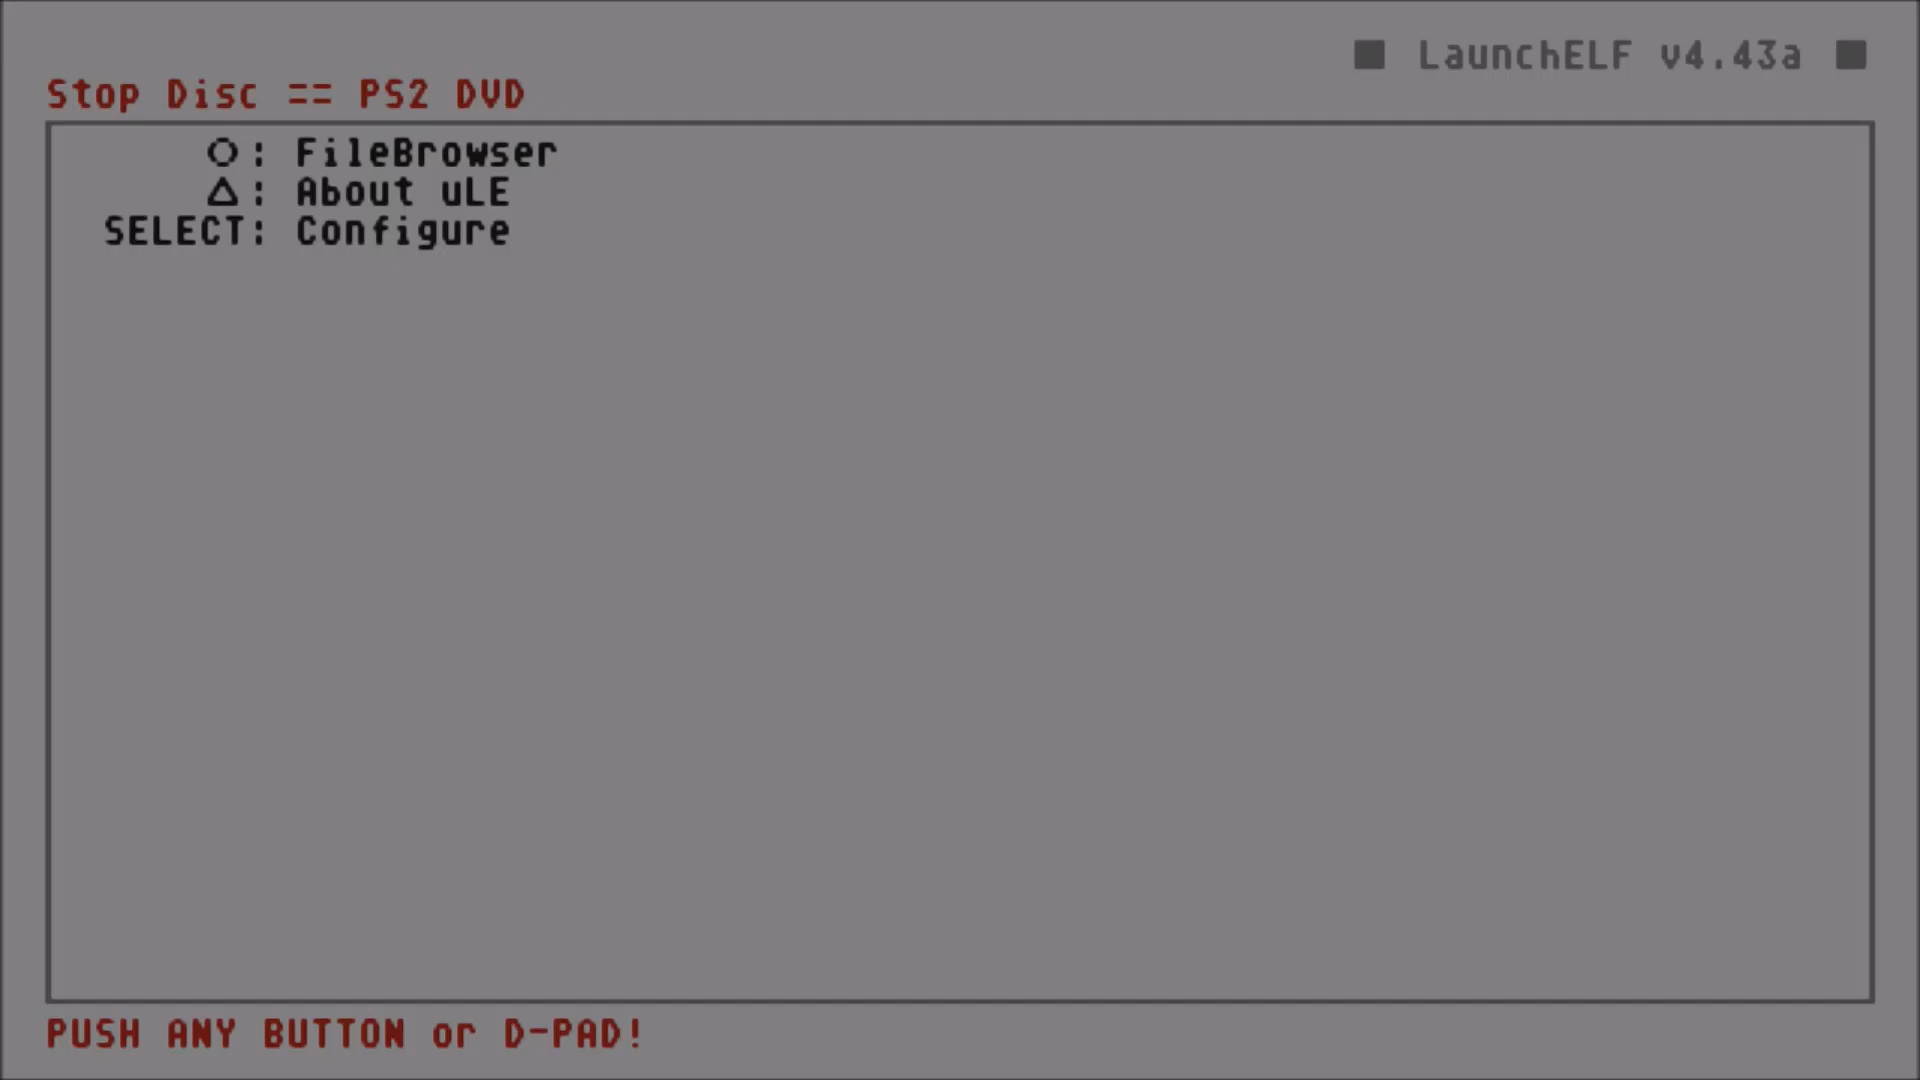 ■ LaunchELF v4.43a ■
Stop Disc == PS2 DVD
○: FileBrowser
△: About uLE
SELECT: Configure
PUSH ANY BUTTON or D-PAD!